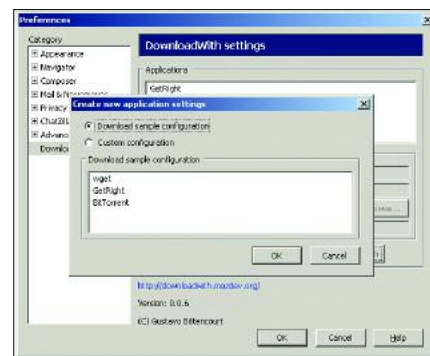 Preferences
Category
Appearance
Navigator
Composer
Mail &
Privacy
ChatZilla
Advanced
DownloadWith settings
Applications
GetRight
Create new application settings
Download sample configuration
Custom configuration
Download sample configuration
wget
GetRight
BitTorrent
OK
Cancel
http://downloadwith.mozdev.org/
Version: 0.0.6
(C) Gustavo Bittencourt
OK
Cancel
Help